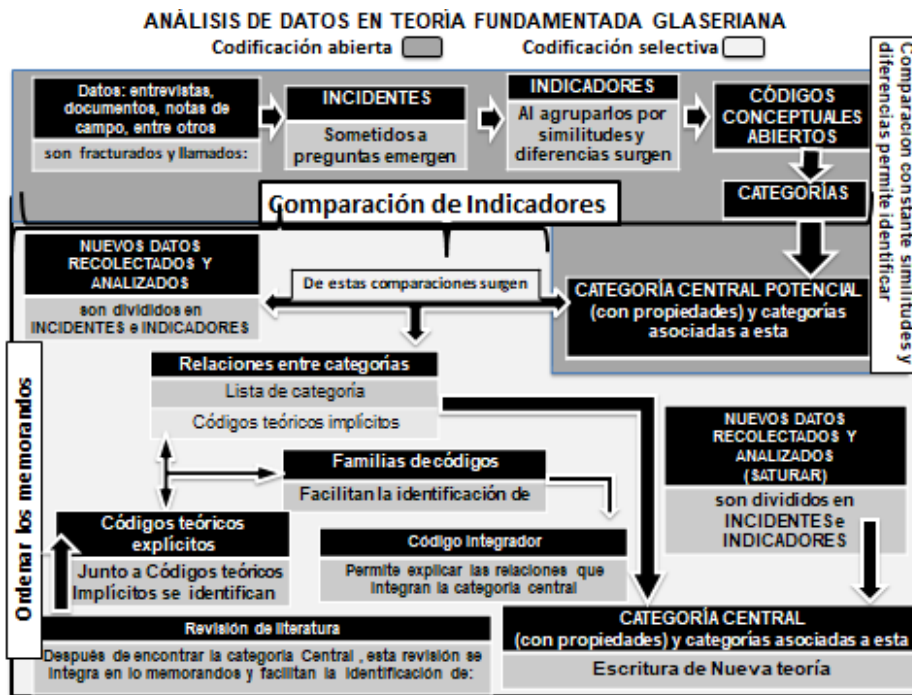 ANÁLISIS DE DATOS EN TEORÍA FUNDAMENTADA GLASERIANA
Codificación abierta
Codificación selectiva
Datos: entrevistas,
documentos, notas de
campo, entre otros
son fracturados y llamados:
INCIDENTES
Sometidos a
preguntas emergen
INDICADORES
Al agruparlos por
similitudes y
diferencias surgen
CÓDIGOS
CONCEPTUALES
ABIERTOS
CATEGORÍAS
Comparacion constante similitudes y
diferencias permite identificar
Comparación de Indicadores
NUEVOS DATOS
RECOLECTADOS Y
ANALIZADOS
son divididos en
INCIDENTES e INDICADORES
De estas comparaciones surgen
CATEGORÍA CENTRAL POTENCIAL
(con propiedades) y categorías
asociadas a esta
Ordenar los memorandos
Relaciones entre categorías
Lista de categoría
Códigos teóricos implícitos
Familias de códigos
Facilitan la identificación de
NUEVOS DATOS
RECOLECTADOS Y
ANALIZADOS
(SATURAR)
son divididos en
INCIDENTES e
INDICADORES
Códigos teóricos
explícitos
Junto a Códigos teóricos
Implícitos se identifican
Código Integrador
Permite explicar las relaciones que
integran la categoría central
Revisión de literatura
Después de encontrar la categoría Central , esta revisión se
integra en lo memorandos y facilitan la identificación de:
CATEGORÍA CENTRAL
(con propiedades) y categorías asociadas a esta
Escritura de Nueva teoría